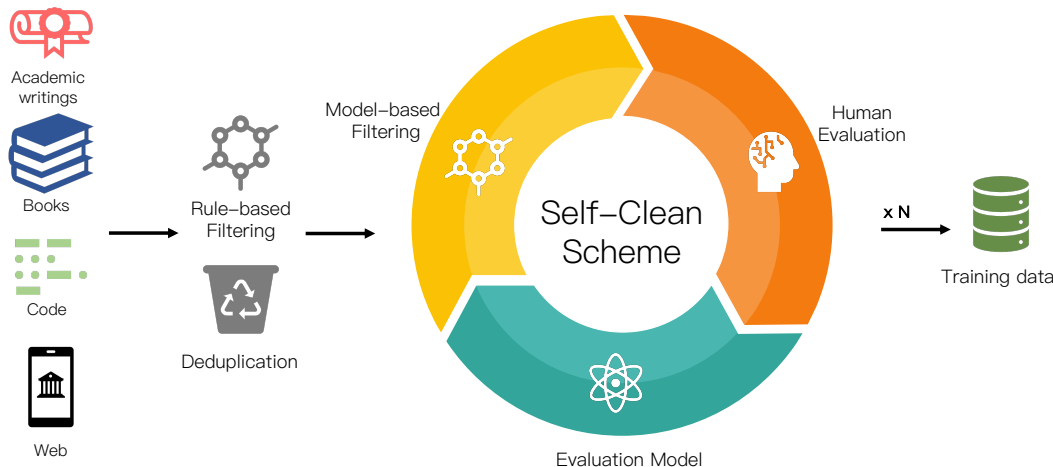 Academic
writings
Books
Code
Web
Rule-based
Filtering
Deduplication
Model-based
Filtering
Human
Evaluation
Self-Clean
Scheme
Evaluation Model
x N
Training data